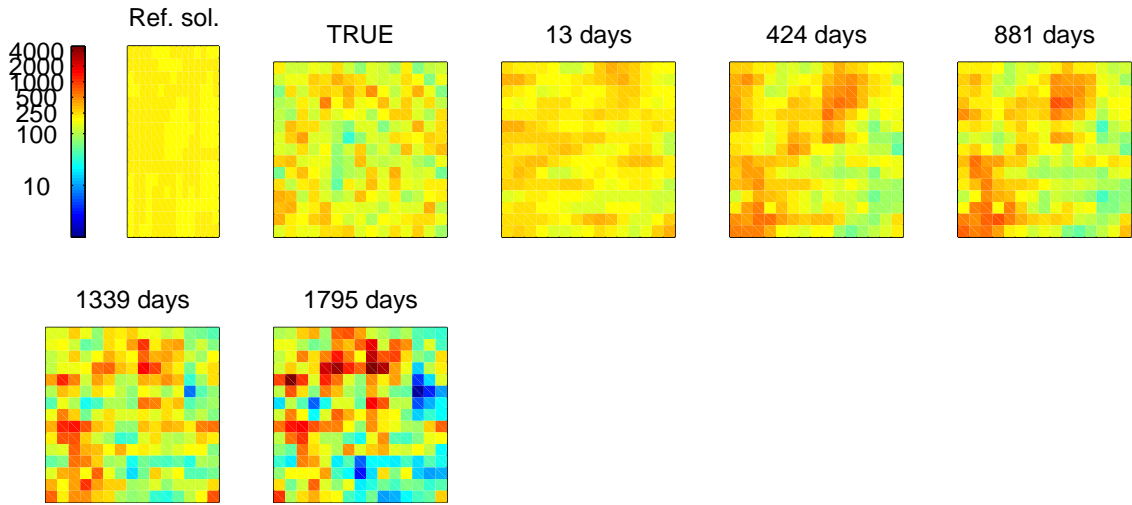 Ref. sol.
TRUE
13 days
424 days
881 days
4000
2000
1000
500
250
100
10
1339 days
1795 days